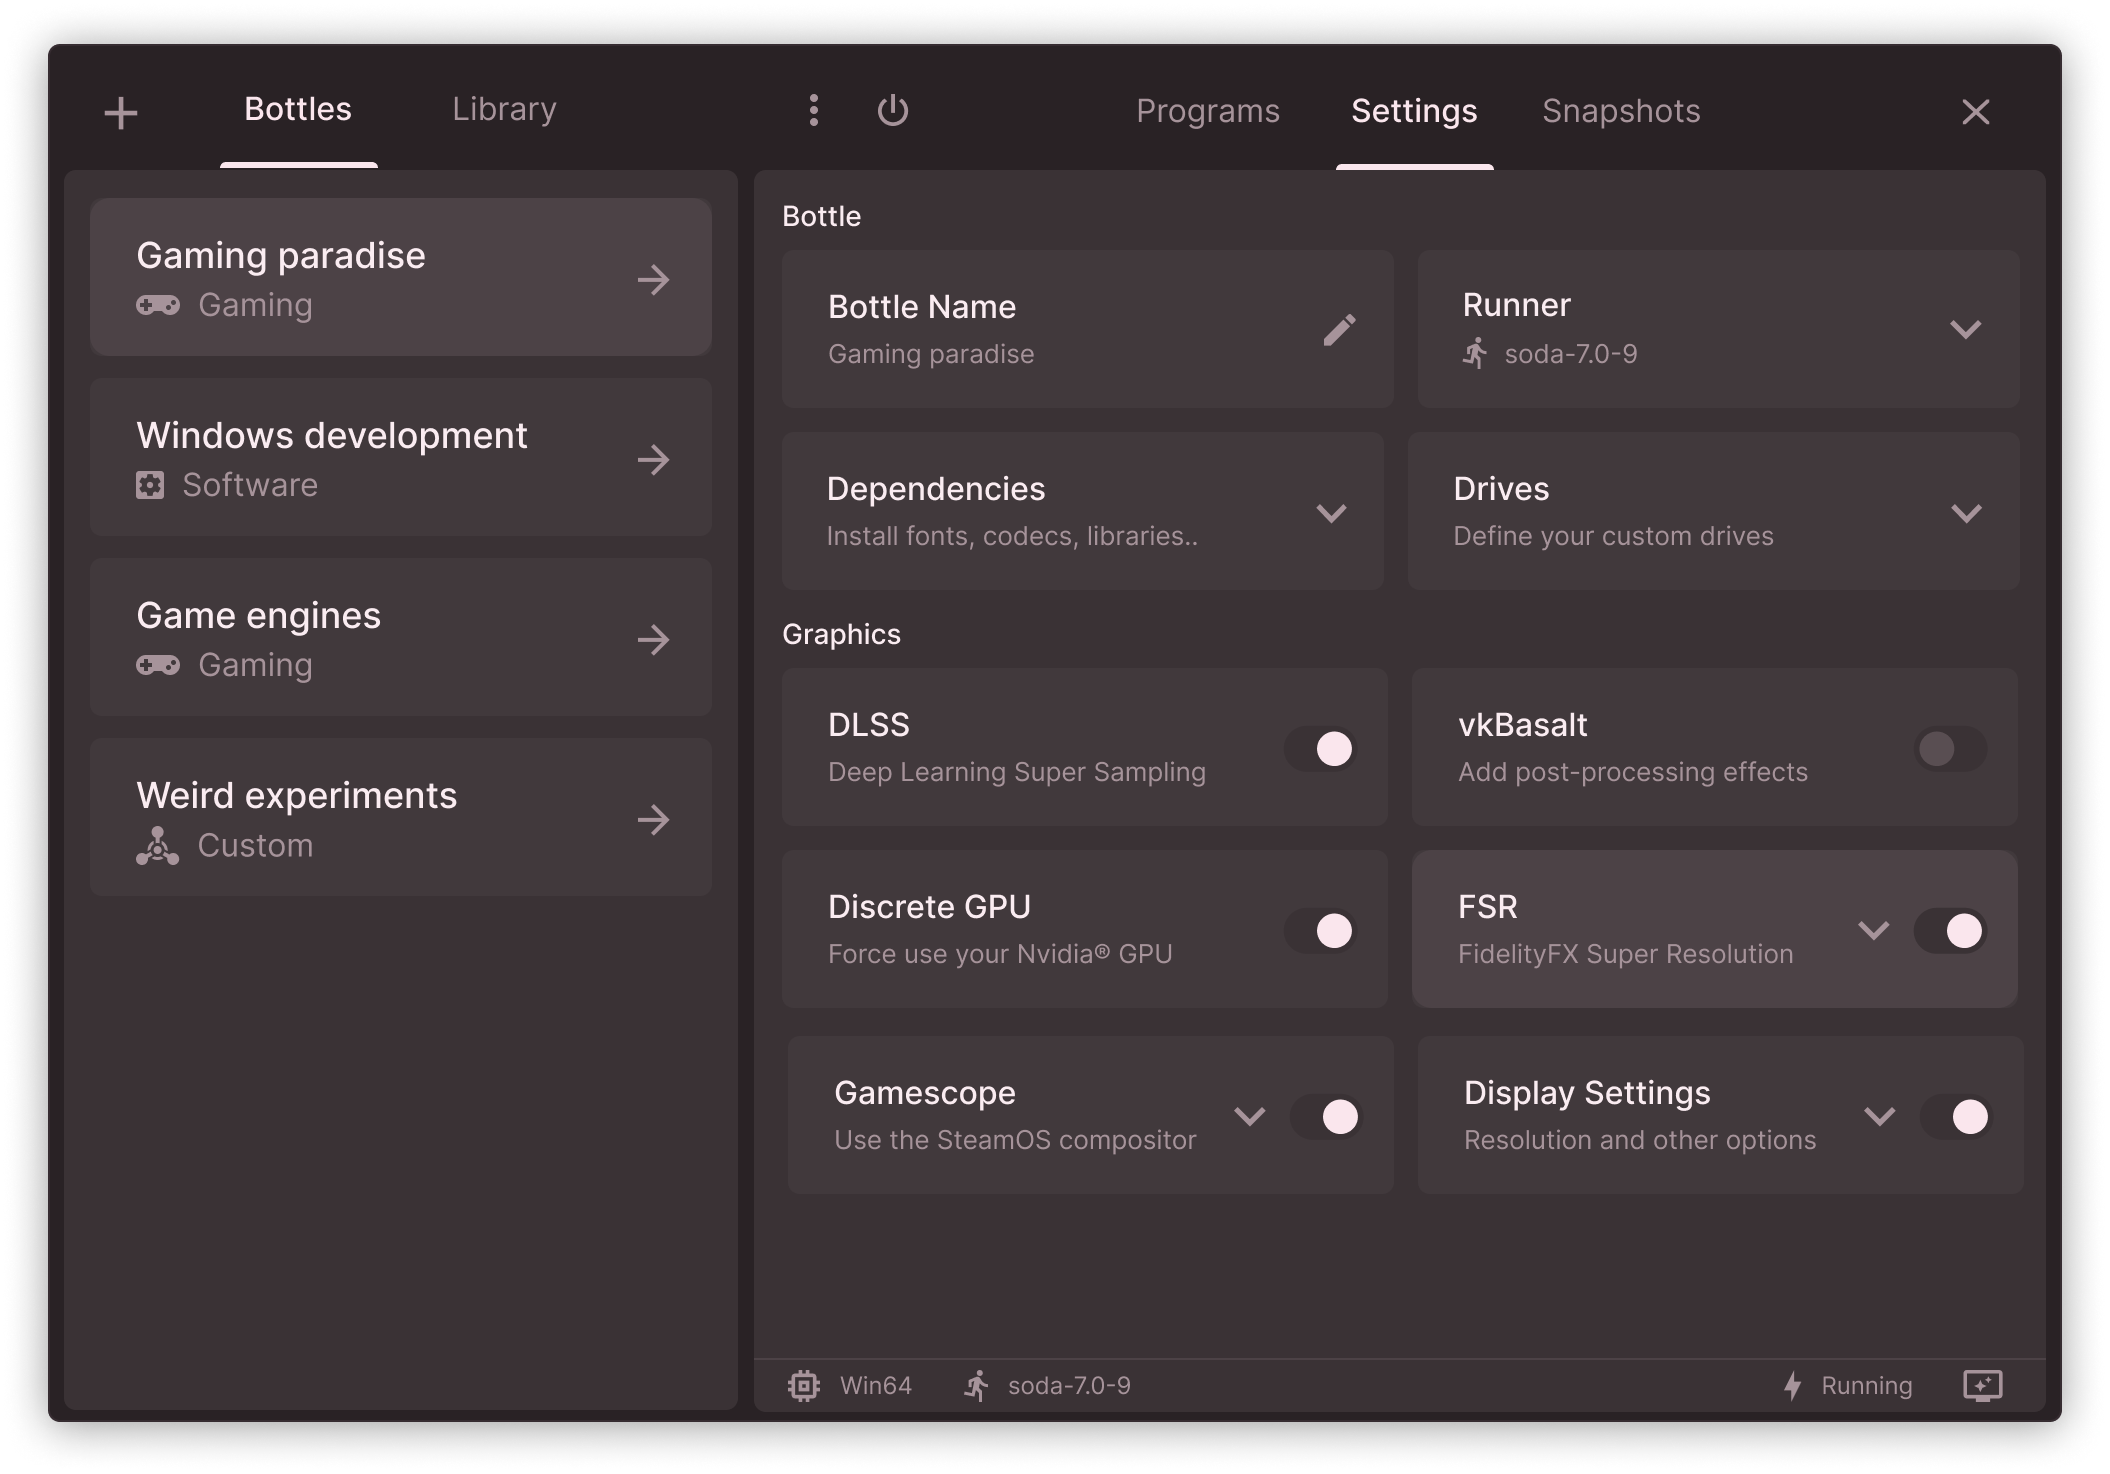 Bottles
Library
Programs
Settings
Snapshots
Gaming paradise
Gaming
Windows development
Software
Game engines
Gaming
Weird experiments
Custom
Bottle
Bottle Name
Gaming paradise
Runner
soda-7.0-9
Dependencies
Install fonts, codecs, libraries..
Drives
Define your custom drives
Graphics
DLSS
Deep Learning Super Sampling
vkBasalt
Add post-processing effects
Discrete GPU
Force use your Nvidia® GPU
FSR
FidelityFX Super Resolution
Gamescope
Use the SteamOS compositor
Display Settings
Resolution and other options
Win64
soda-7.0-9
Running